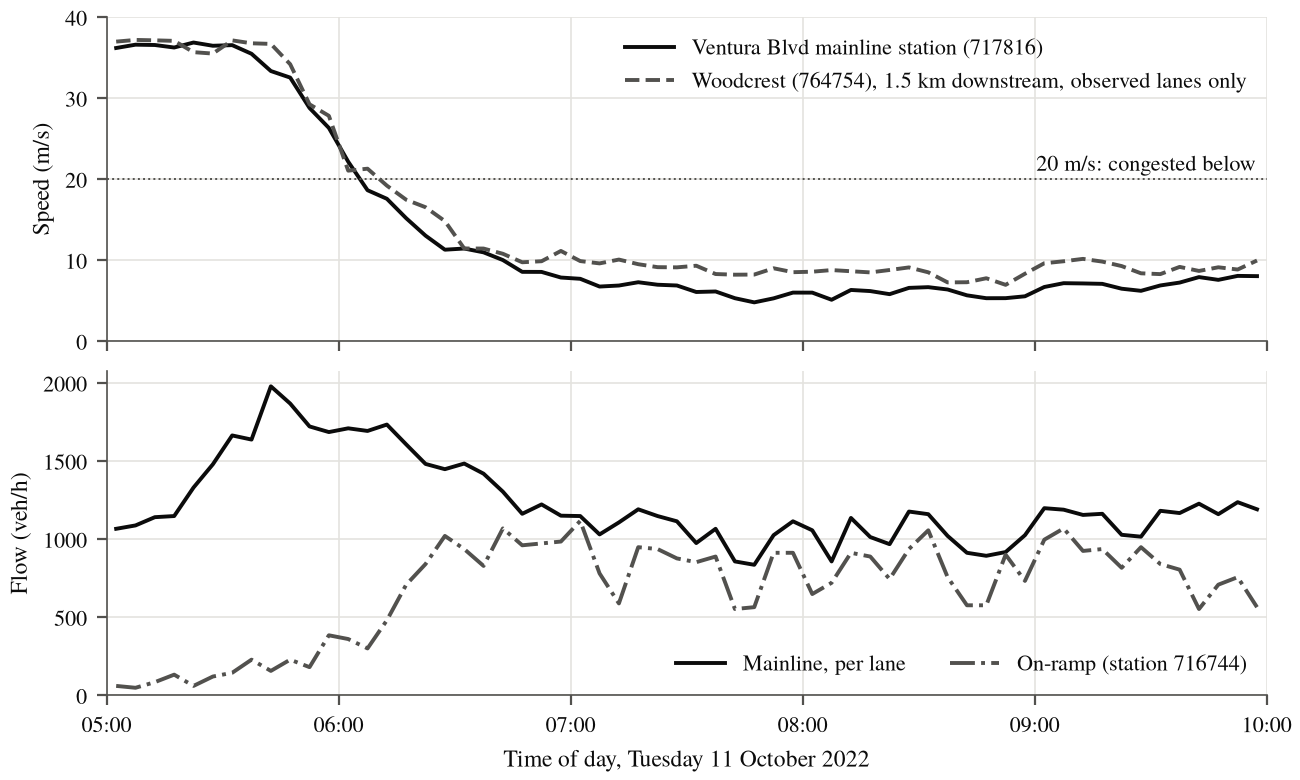 40
30
20
10
0
Speed (m/s)
Ventura Blvd mainline station (717816)
Woodcrest (764754), 1.5 km downstream, observed lanes only
20 m/s: congested below
2000
1500
1000
500
0
Flow (veh/h)
Mainline, per lane
On-ramp (station 716744)
05:00 06:00 07:00 08:00 09:00 10:00
Time of day, Tuesday 11 October 2022